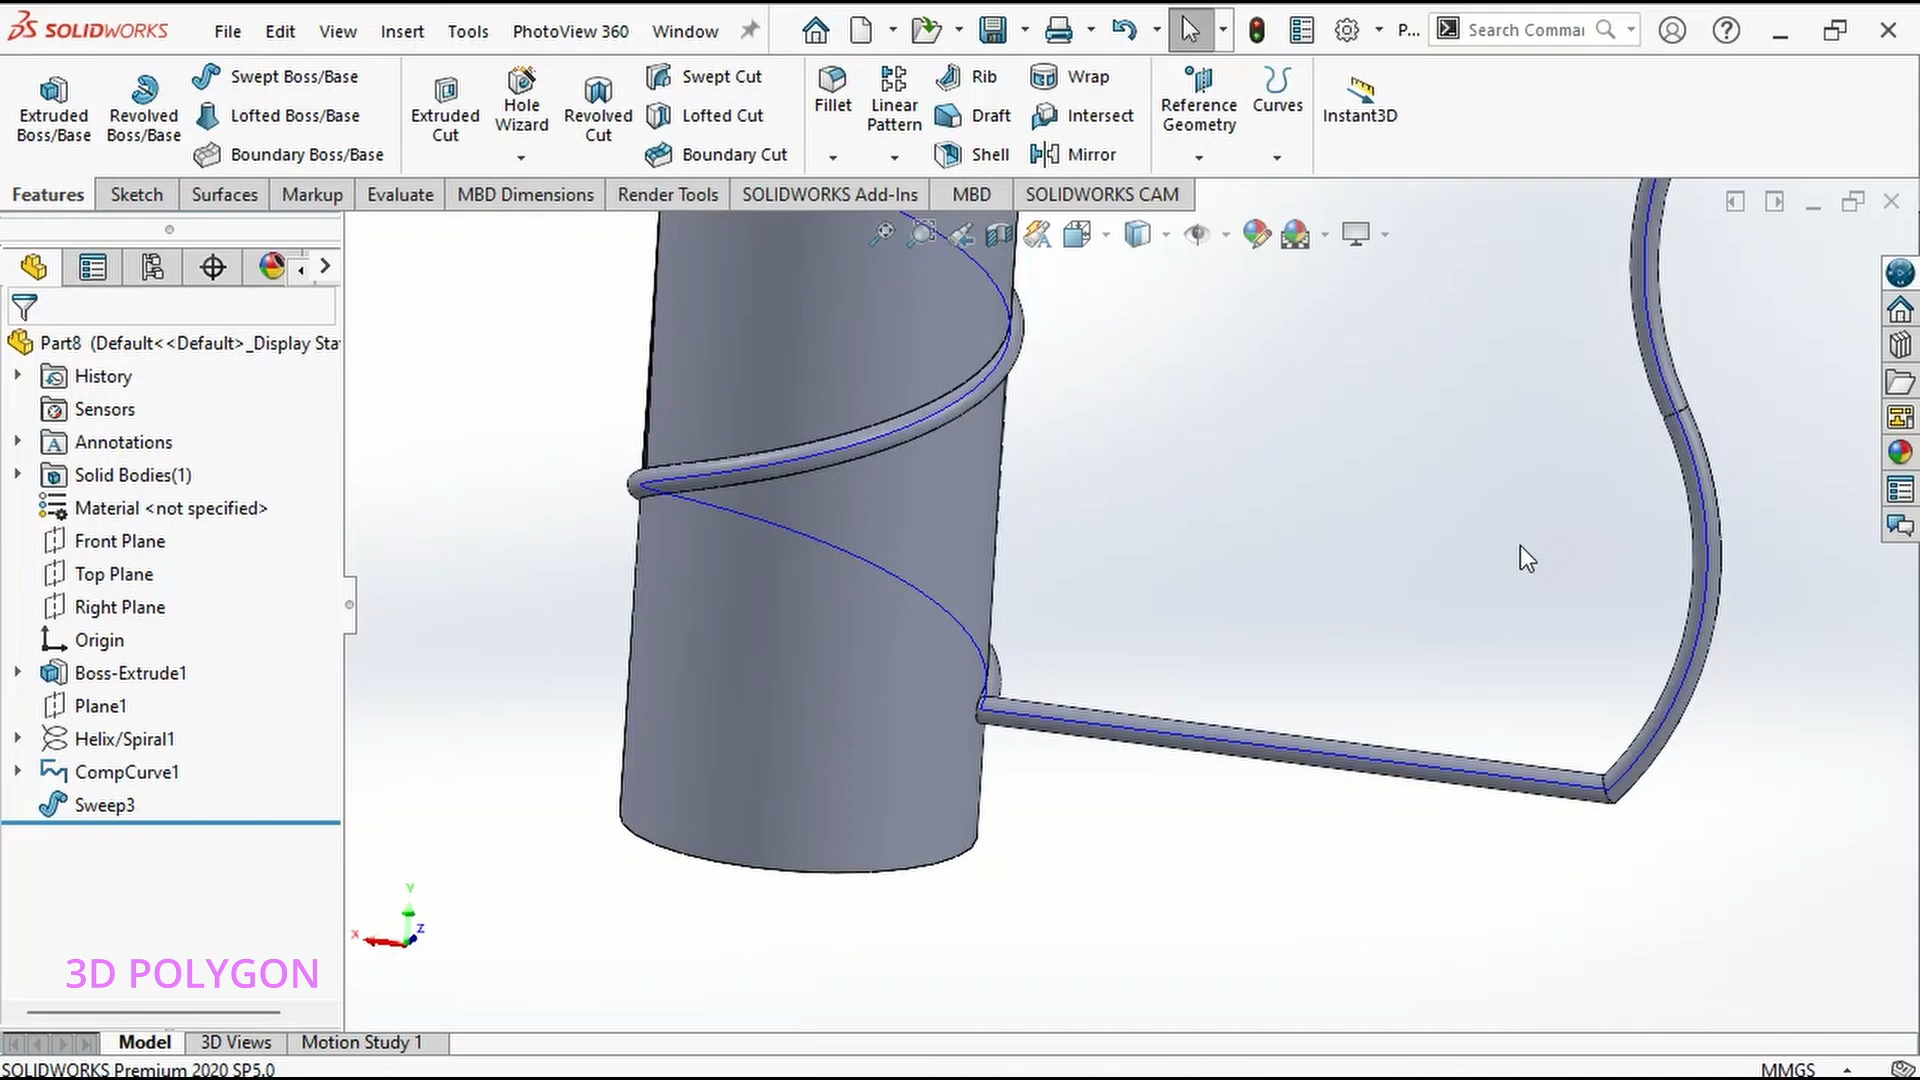 SOLIDWORKS File Edit View Insert Tools PhotoView 360 Window P... Search Commar
Extruded Boss/Base
Revolved Boss/Base
Swept Boss/Base
Lofted Boss/Base
Boundary Boss/Base
Extruded Cut
Hole Wizard
Revolved Cut
Swept Cut
Lofted Cut
Boundary Cut
Fillet
Linear Pattern
Rib
Draft
Shell
Wrap
Intersect
Mirror
Reference Geometry
Curves
Instant3D
Features Sketch Surfaces Markup Evaluate MBD Dimensions Render Tools SOLIDWORKS Add-Ins MBD SOLIDWORKS CAM
Part8 (Default<<Default>_Display Sta
History
Sensors
Annotations
Solid Bodies(1)
Material <not specified>
Front Plane
Top Plane
Right Plane
Origin
Boss-Extrude1
Plane1
Helix/Spiral1
CompCurve1
Sweep3
Y
X
Z
3D POLYGON
Model 3D Views Motion Study 1
SOLIDWORKS Premium 2020 SP5.0 MMGS